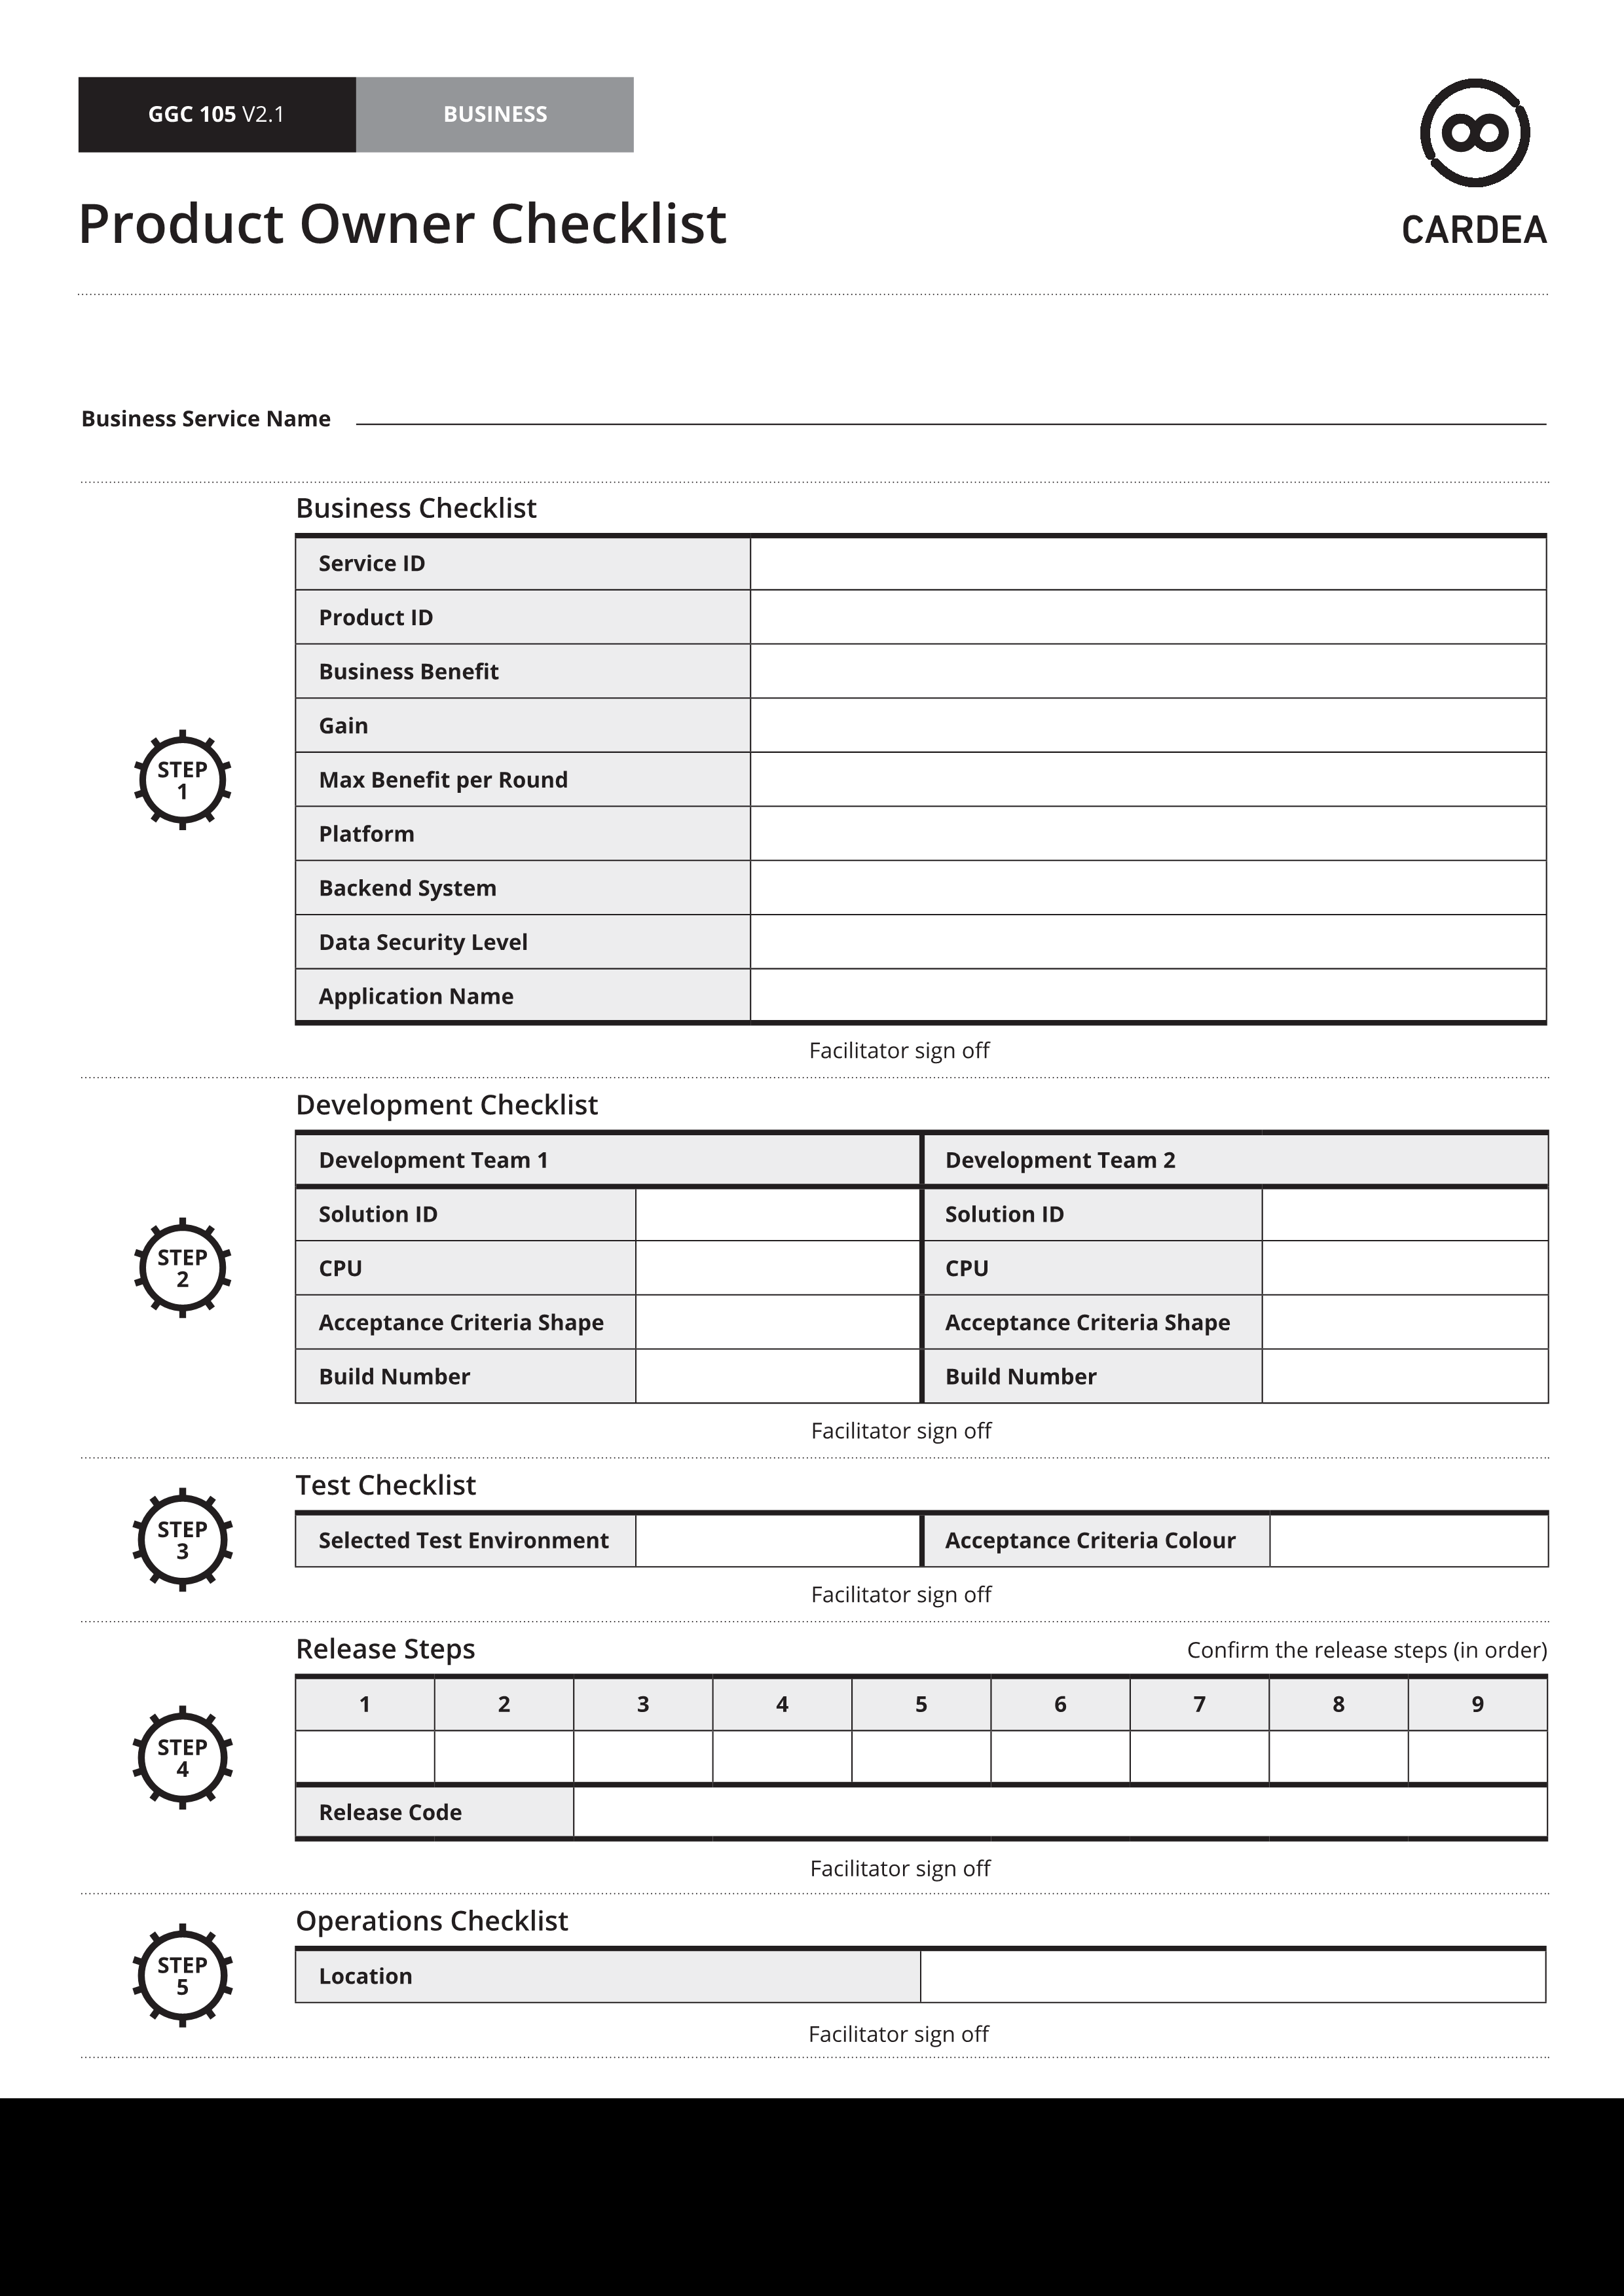 GGC 105 V2.1 BUSINESS
CARDEA
Product Owner Checklist
Business Service Name
Business Checklist
STEP
1
Service ID
Product ID
Business Benefit
Gain
Max Benefit per Round
Platform
Backend System
Data Security Level
Application Name
Facilitator sign off
Development Checklist
STEP
2
Development Team 1 Development Team 2
Solution ID Solution ID
CPU CPU
Acceptance Criteria Shape Acceptance Criteria Shape
Build Number Build Number
Facilitator sign off
Test Checklist
STEP
3
Selected Test Environment Acceptance Criteria Colour
Facilitator sign off
Release Steps Confirm the release steps (in order)
STEP
4
1 2 3 4 5 6 7 8 9
Release Code
Facilitator sign off
Operations Checklist
STEP
5
Location
Facilitator sign off